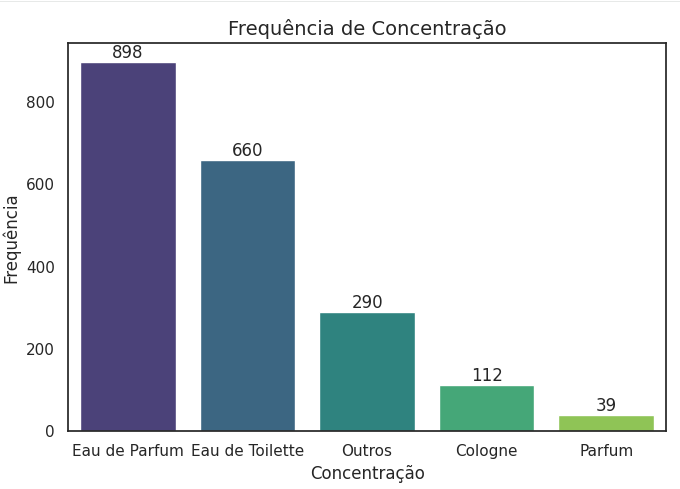 Frequência de Concentração
898
660
290
112
39
800
600
400
200
0
Frequência
Eau de Parfum Eau de Toilette Outros Cologne Parfum
Concentração